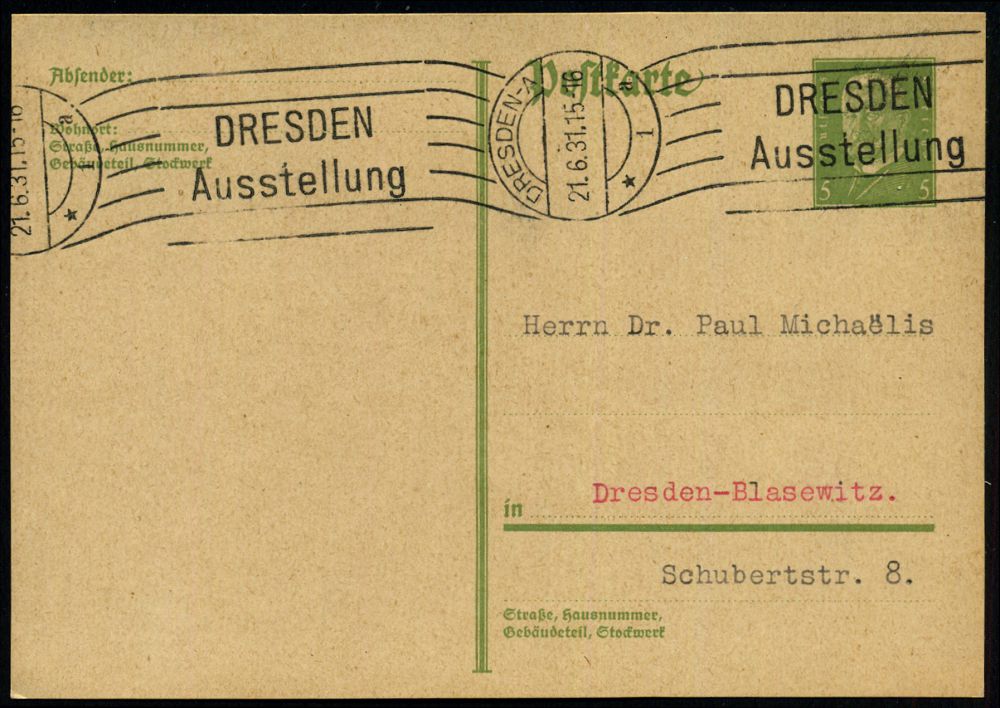 Absender:
Wohnort:
Straße, Hausnummer,
Gebäudeteil, Stockwerk
21.6.31.15-16
a
1
DRESDEN
Ausstellung
Postkarte
DRESDEN-A
21.6.31.15-16
a
1
DRESDEN
Ausstellung
5 5
Herrn Dr. Paul Michaëlis
in Dresden-Blasewitz.
Schubertstr. 8.
Straße, Hausnummer,
Gebäudeteil, Stockwerk